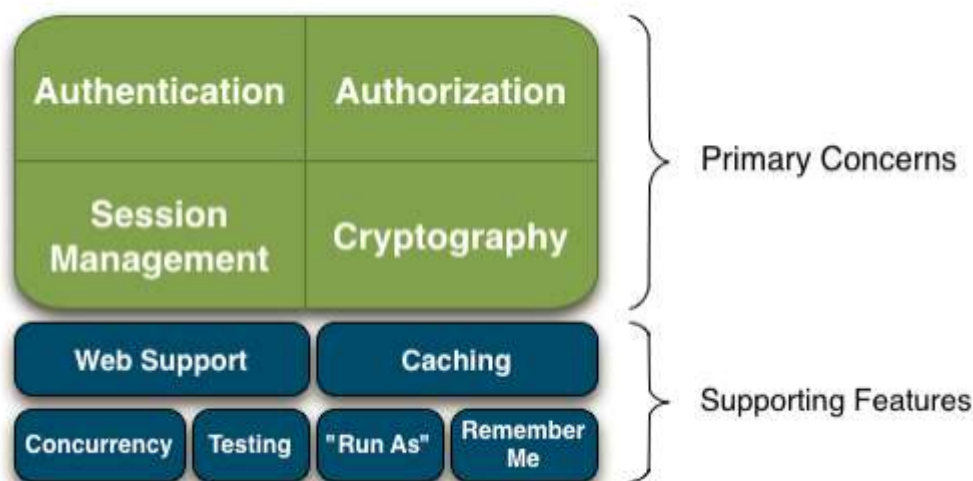 Authentication
Authorization
Session
Management
Cryptography
Primary Concerns
Web Support
Caching
Concurrency
Testing
"Run As"
Remember
Me
Supporting Features